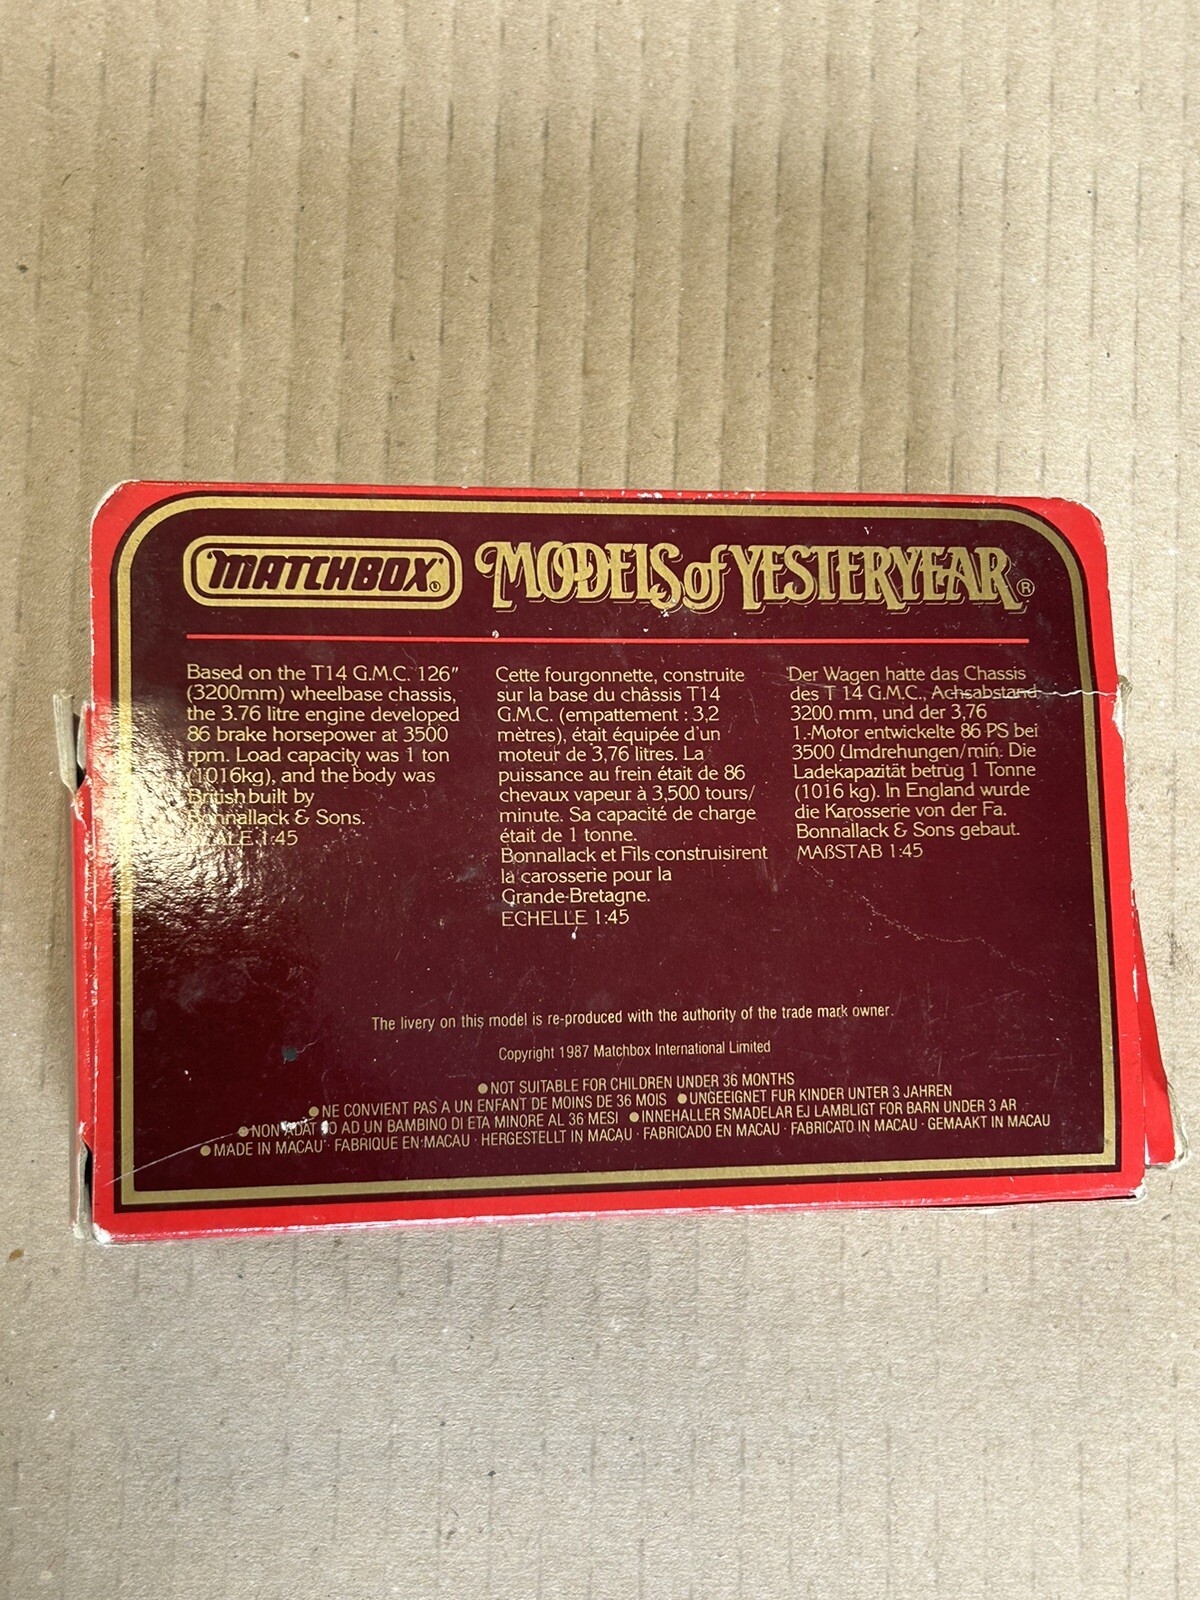 MATCHBOX®
MODELS of YESTERYEAR®
Based on the T14 G.M.C. 126"
(3200mm) wheelbase chassis,
the 3.76 litre engine developed
86 brake horsepower at 3500
rpm. Load capacity was 1 ton
(1016kg), and the body was
British built by
Bonnallack & Sons.
SCALE 1:45
Cette fourgonnette, construite
sur la base du châssis T14
G.M.C. (empattement : 3,2
mètres), était équipée d'un
moteur de 3,76 litres. La
puissance au frein était de 86
chevaux vapeur à 3,500 tours/
minute. Sa capacité de charge
était de 1 tonne.
Bonnallack et Fils construisirent
la carosserie pour la
Grande-Bretagne.
ECHELLE 1:45
Der Wagen hatte das Chassis
des T 14 G.M.C., Achsabstand
3200 mm, und der 3,76
1.-Motor entwickelte 86 PS bei
3500 Umdrehungen/min. Die
Ladekapazität betrug 1 Tonne
(1016 kg). In England wurde
die Karosserie von der Fa.
Bonnallack & Sons gebaut.
MAßSTAB 1:45
The livery on this model is re-produced with the authority of the trade mark owner.
Copyright 1987 Matchbox International Limited
● NOT SUITABLE FOR CHILDREN UNDER 36 MONTHS
● NE CONVIENT PAS A UN ENFANT DE MOINS DE 36 MOIS ● UNGEEIGNET FUR KINDER UNTER 3 JAHREN
● NON AD UN BAMBINO DI ETA MINORE AL 36 MESI ● INNEHALLER SMADELAR EJ LAMBLIGT FOR BARN UNDER 3 AR
● MADE IN MACAU · FABRIQUE EN MACAU · HERGESTELLT IN MACAU · FABRICADO EN MACAU · FABRICATO IN MACAU · GEMAAKT IN MACAU